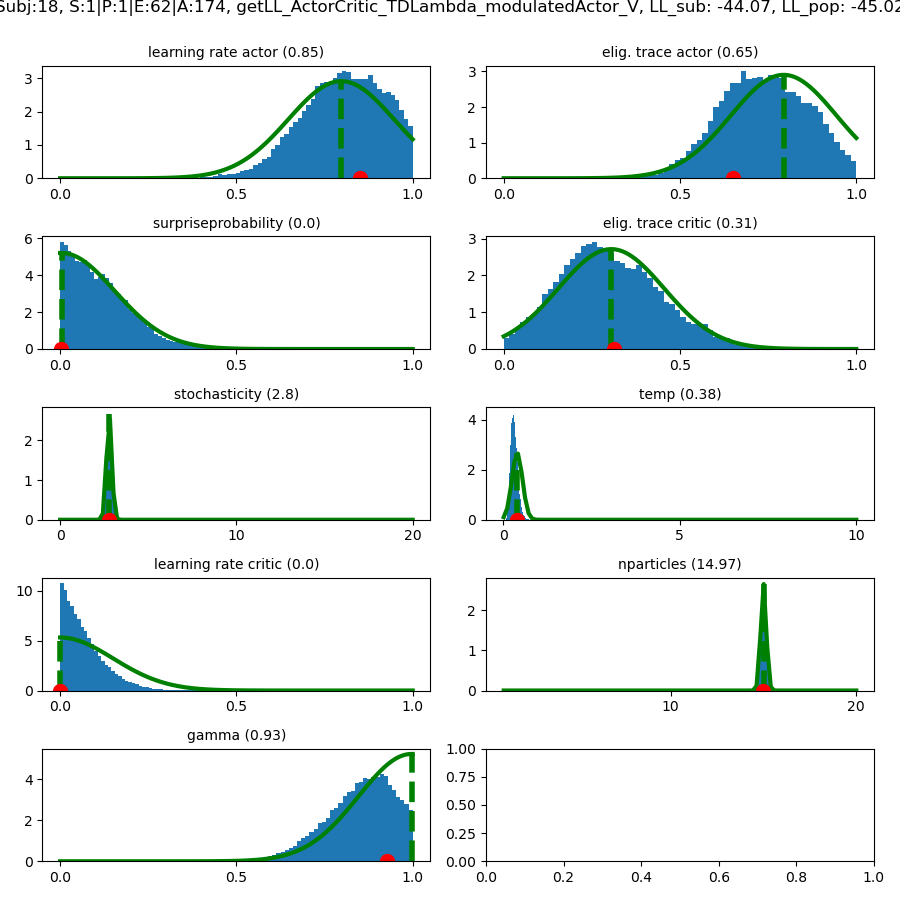 Subj:18, S:1|P:1|E:62|A:174, getLL_ActorCritic_TDLambda_modulatedActor_V, LL_sub: -44.07, LL_pop: -45.02
learning rate actor (0.85)
elig. trace actor (0.65)
3
2
1
0
0.0 0.5 1.0
3
2
1
0
0.0 0.5 1.0
surpriseprobability (0.0)
elig. trace critic (0.31)
6
4
2
0
0.0 0.5 1.0
3
2
1
0
0.0 0.5 1.0
stochasticity (2.8)
temp (0.38)
2
1
0
0 10 20
4
2
0
0 5 10
learning rate critic (0.0)
nparticles (14.97)
10
5
0
0.0 0.5 1.0
2
1
0
10 20
gamma (0.93)
4
2
0
0.0 0.5 1.0
1.00
0.75
0.50
0.25
0.00
0.0 0.2 0.4 0.6 0.8 1.0